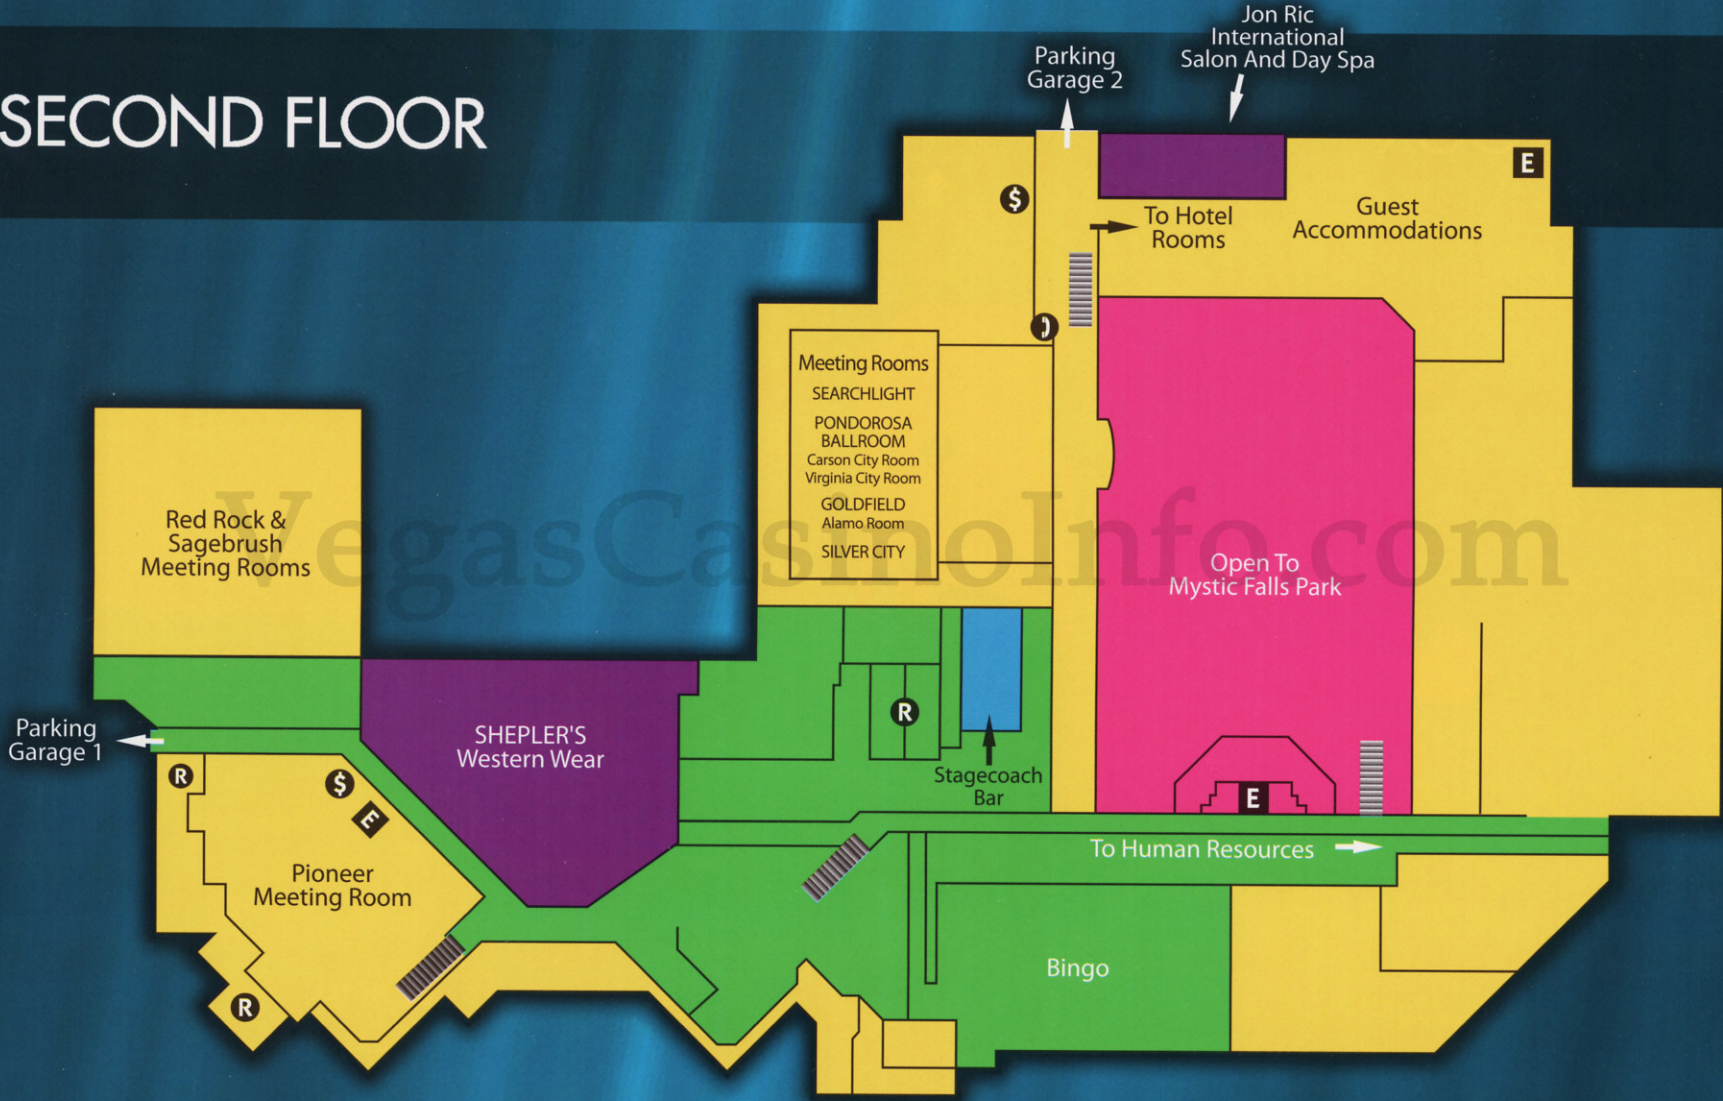 SECOND FLOOR
Jon Ric
International
Salon And Day Spa
Parking
Garage 2
E
$
To Hotel
Rooms
Guest
Accommodations
Meeting Rooms
SEARCHLIGHT
PONDOROSA
BALLROOM
Carson City Room
Virginia City Room
GOLDFIELD
Alamo Room
SILVER CITY
Red Rock &
Sagebrush
Meeting Rooms
VegasCasinoInfo.com
Open To
Mystic Falls Park
Parking
Garage 1
SHEPLER'S
Western Wear
R
Stagecoach
Bar
R
$
E
E
Pioneer
Meeting Room
To Human Resources
Bingo
R